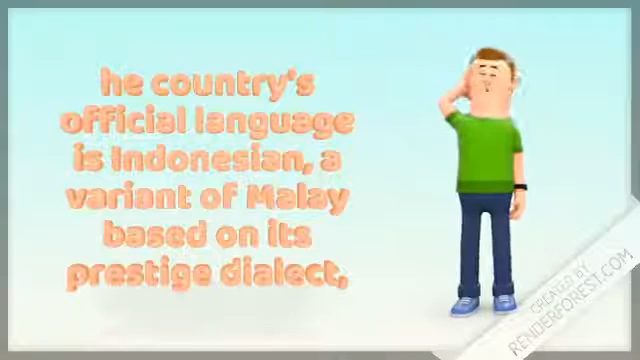 he country's
official language
is Indonesian, a
variant of Malay
based on its
prestige dialect,
CREATED BY
RENDERFOREST.COM